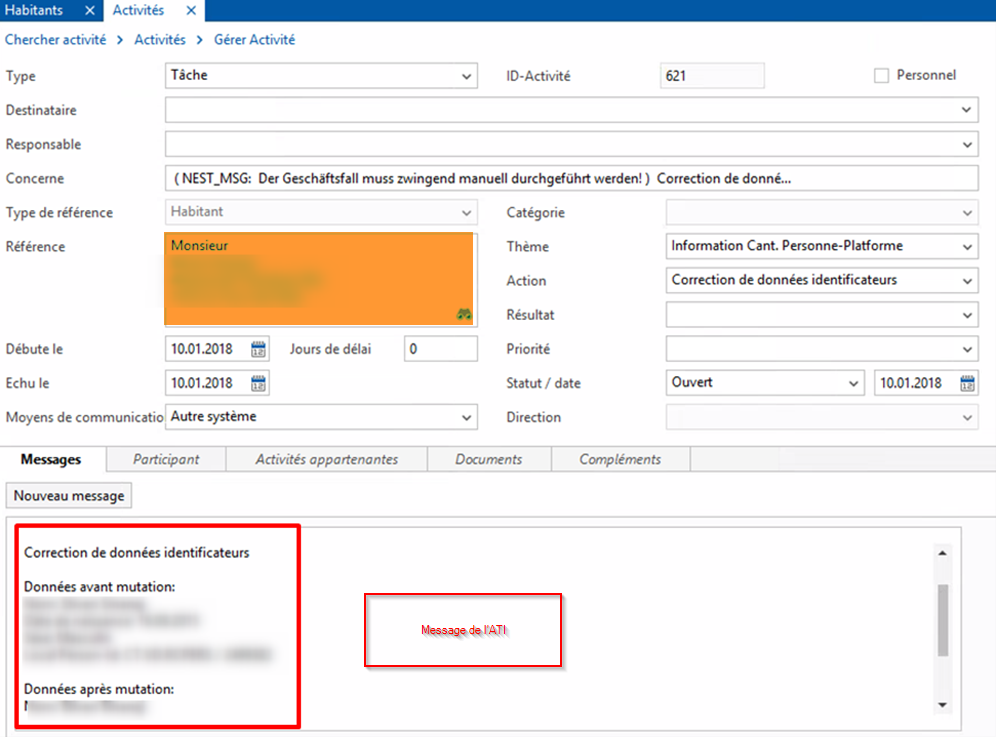 Habitants
Activités
Chercher activité > Activités > Gérer Activité
Type
Tâche
ID-Activité
621
Personnel
Destinataire
Responsable
Concerne
( NEST_MSG: Der Geschäftsfall muss zwingend manuell durchgeführt werden! ) Correction de donné...
Type de référence
Habitant
Catégorie
Référence
Monsieur
Thème
Information Cant. Personne-Platforme
Action
Correction de données identificateurs
Résultat
Débute le
10.01.2018
Jours de délai
0
Priorité
Echu le
10.01.2018
Statut / date
Ouvert
10.01.2018
Moyens de communicatio
Autre système
Direction
Messages
Participant
Activités appartenantes
Documents
Compléments
Nouveau message
Correction de données identificateurs
Données avant mutation:
Message de l'ATI
Données après mutation: